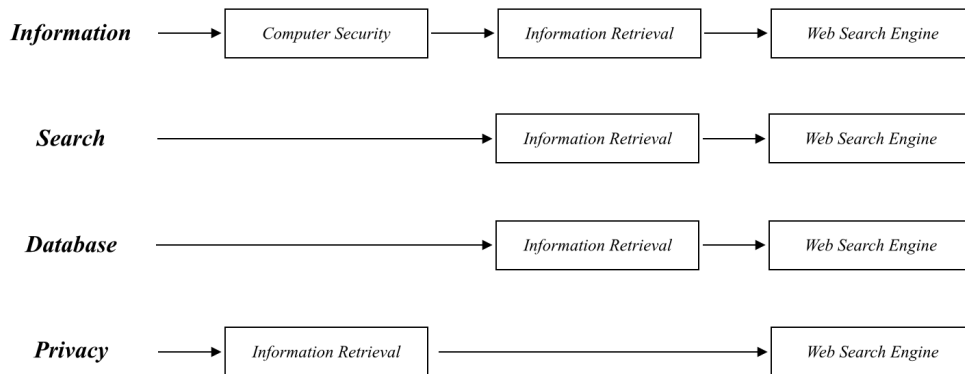 Information Computer Security Information Retrieval Web Search Engine
Search Information Retrieval Web Search Engine
Database Information Retrieval Web Search Engine
Privacy Information Retrieval Web Search Engine